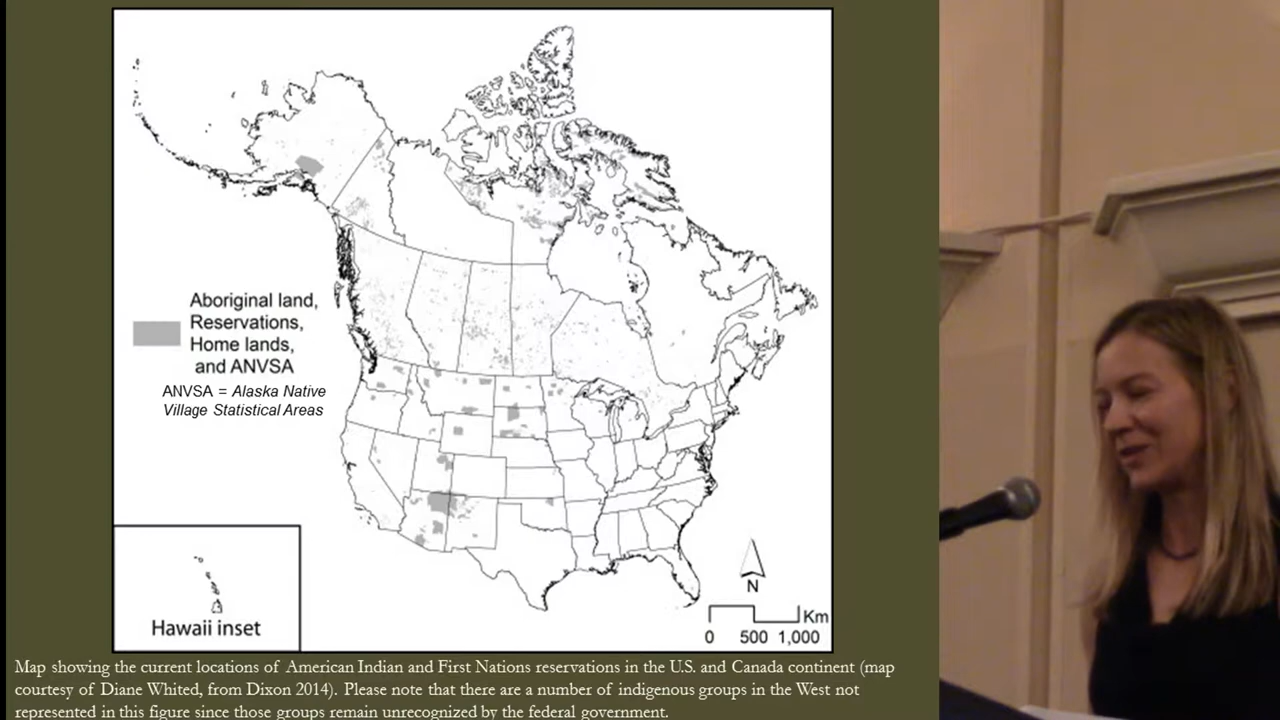 Aboriginal land,
Reservations,
Home lands,
and ANVSA
ANVSA = Alaska Native
Village Statistical Areas
Hawaii inset
N
Km
0 500 1,000
Map showing the current locations of American Indian and First Nations reservations in the U.S. and Canada continent (map
courtesy of Diane Whited, from Dixon 2014). Please note that there are a number of indigenous groups in the West not
represented in this figure since those groups remain unrecognized by the federal government.